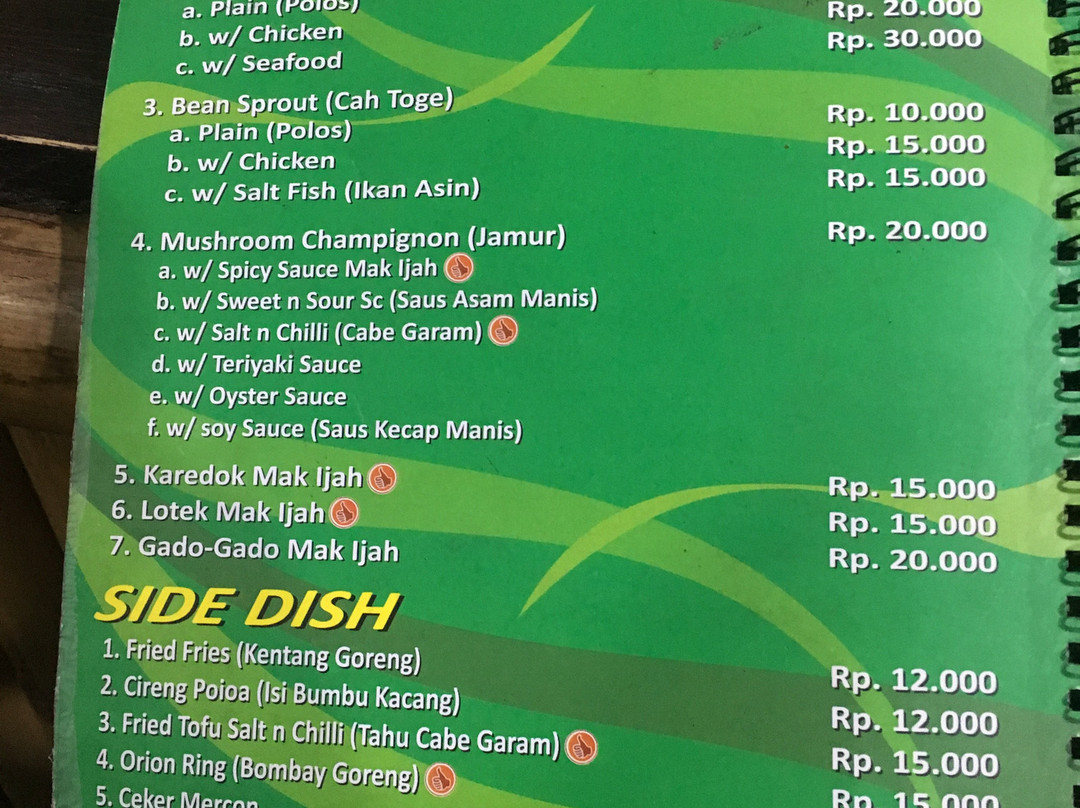 a. Plain (Polos) Rp. 20.000
b. w/ Chicken Rp. 30.000
c. w/ Seafood
3. Bean Sprout (Cah Toge) Rp. 10.000
a. Plain (Polos) Rp. 15.000
b. w/ Chicken Rp. 15.000
c. w/ Salt Fish (Ikan Asin)
4. Mushroom Champignon (Jamur) Rp. 20.000
a. w/ Spicy Sauce Mak Ijah
b. w/ Sweet n Sour Sc (Saus Asam Manis)
c. w/ Salt n Chilli (Cabe Garam)
d. w/ Teriyaki Sauce
e. w/ Oyster Sauce
f. w/ soy Sauce (Saus Kecap Manis)
5. Karedok Mak Ijah Rp. 15.000
6. Lotek Mak Ijah Rp. 15.000
7. Gado-Gado Mak Ijah Rp. 20.000
SIDE DISH
1. Fried Fries (Kentang Goreng) Rp. 12.000
2. Cireng Poioa (Isi Bumbu Kacang) Rp. 12.000
3. Fried Tofu Salt n Chilli (Tahu Cabe Garam) Rp. 15.000
4. Orion Ring (Bombay Goreng) Rp. 15.000
5. Ceker Mercon